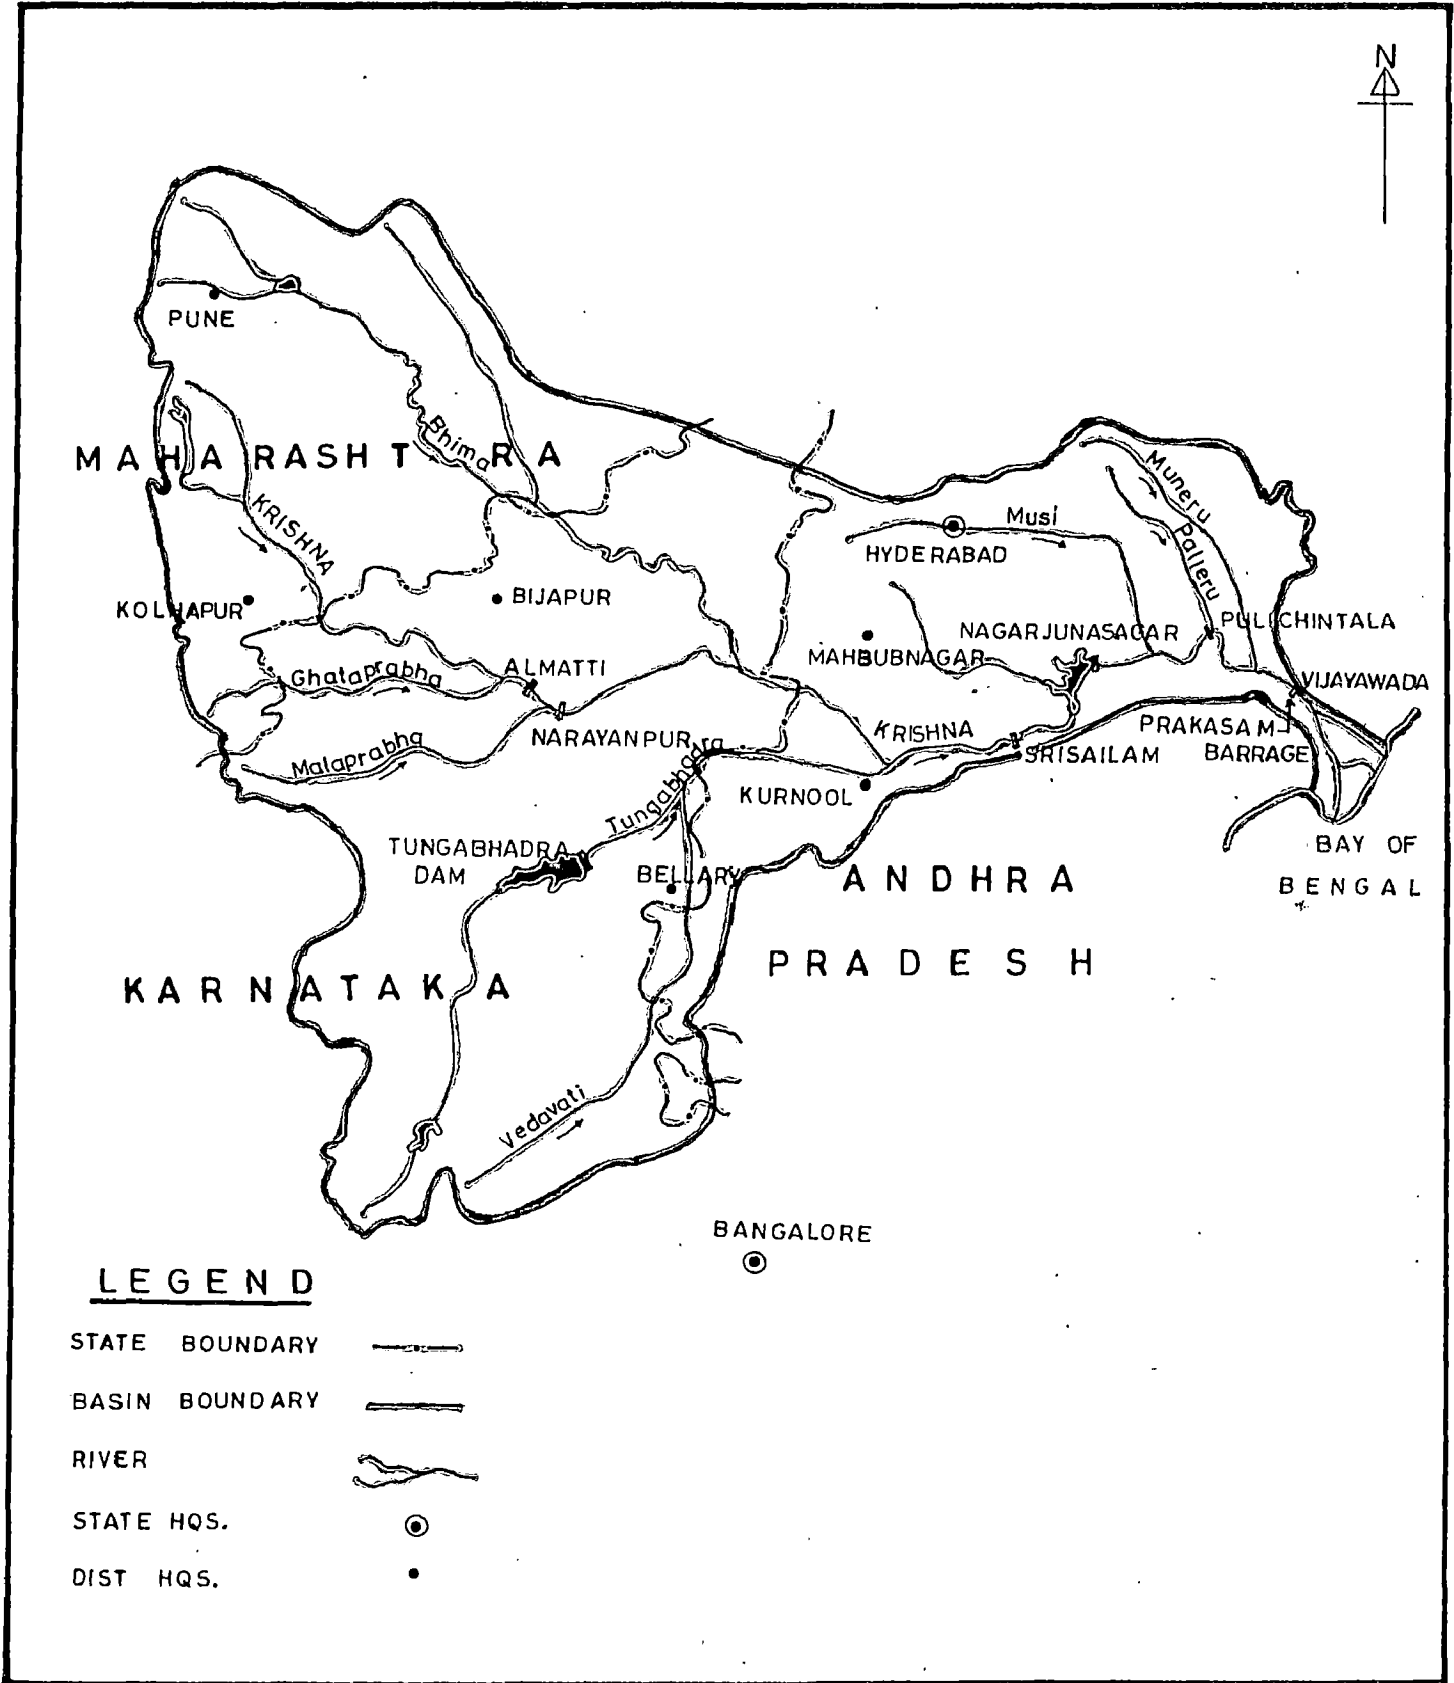 N
PUNE
MAHARASHTRA
Bhima
KRISHNA
Muneru
Palleru
Musi
HYDERABAD
KOLHAPUR
BIJAPUR
PULICHINTALA
NAGARJUNASAGAR
MAHBUBNAGAR
Ghataprabha
ALMATTI
VIJAYAWADA
Malaprabha
NARAYANPUR
KRISHNA
PRAKASAM
BARRAGE
SRISAILAM
Tungabhadra
KURNOOL
TUNGABHADRA
DAM
BELLARY
BAY OF
BENGAL
ANDHRA
PRADESH
KARNATAKA
Vedavati
BANGALORE
LEGEND
STATE BOUNDARY
BASIN BOUNDARY
RIVER
STATE HQS.
DIST HQS.